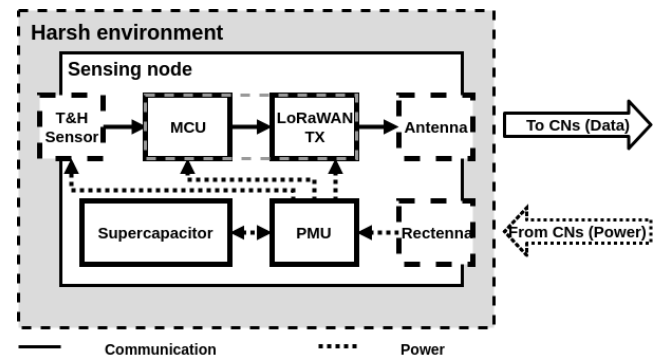 Harsh environment
Sensing node
T&H
Sensor
MCU
LoRaWAN
TX
Antenna
To CNs (Data)
Supercapacitor
PMU
Rectenna
From CNs (Power)
Communication
Power